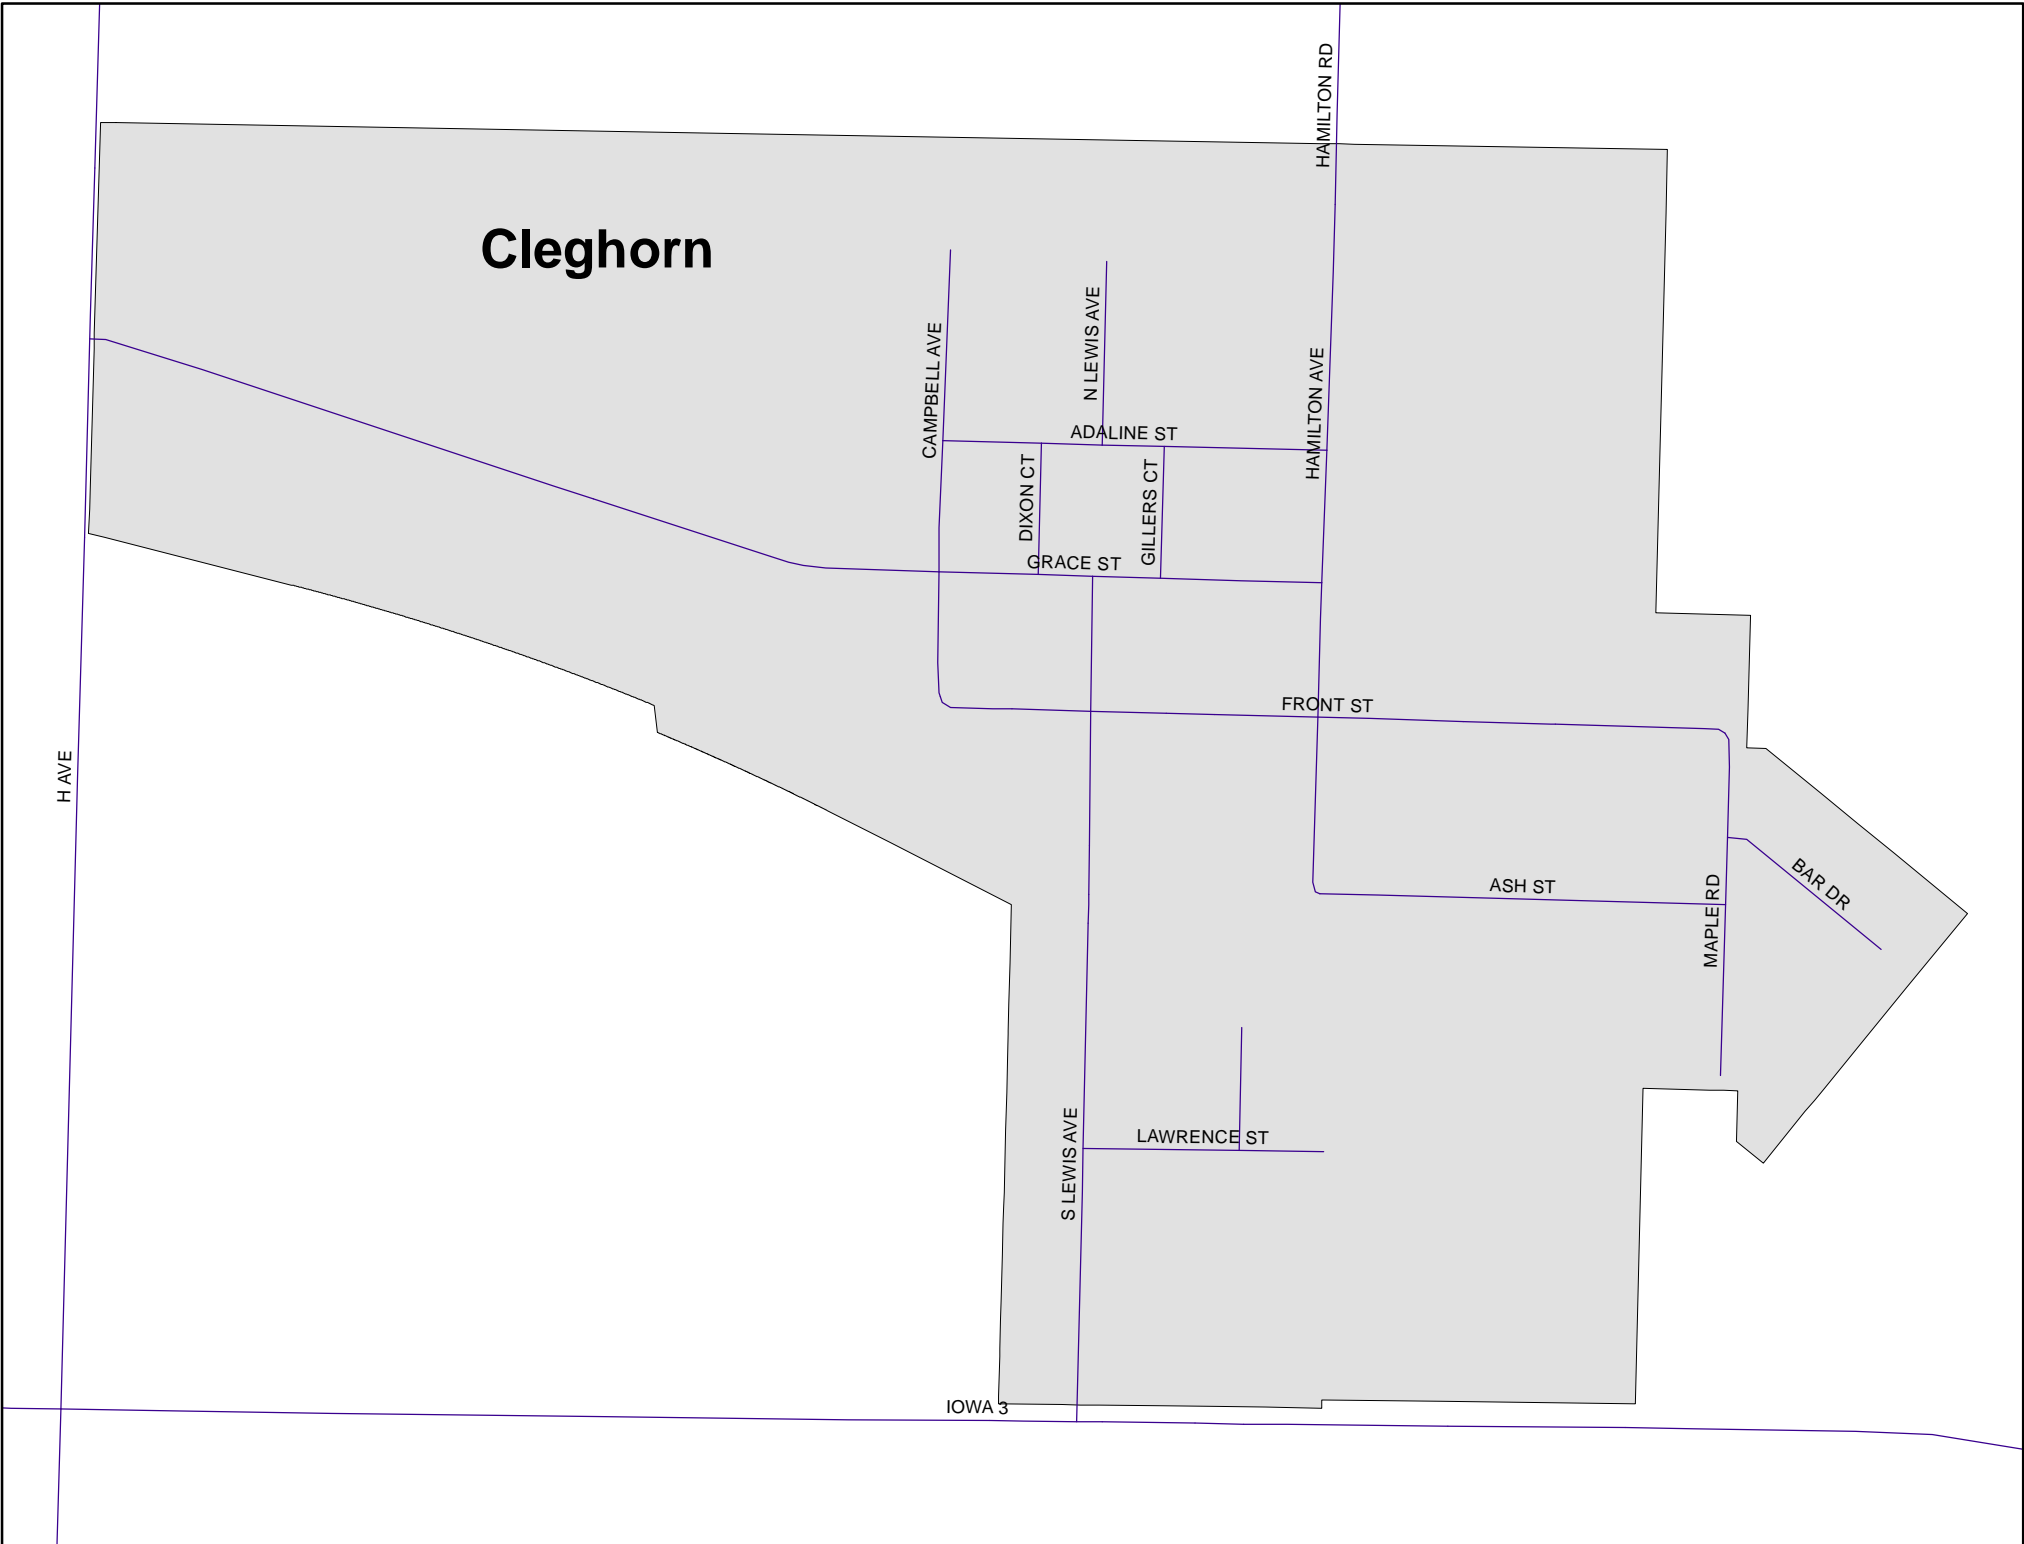 HAMILTON RD
Cleghorn
CAMPBELL AVE
N LEWIS AVE
HAMILTON AVE
ADALINE ST
DIXON CT
GILLERS CT
GRACE ST
FRONT ST
H AVE
ASH ST
BAR DR
MAPLE RD
LAWRENCE ST
S LEWIS AVE
IOWA 3